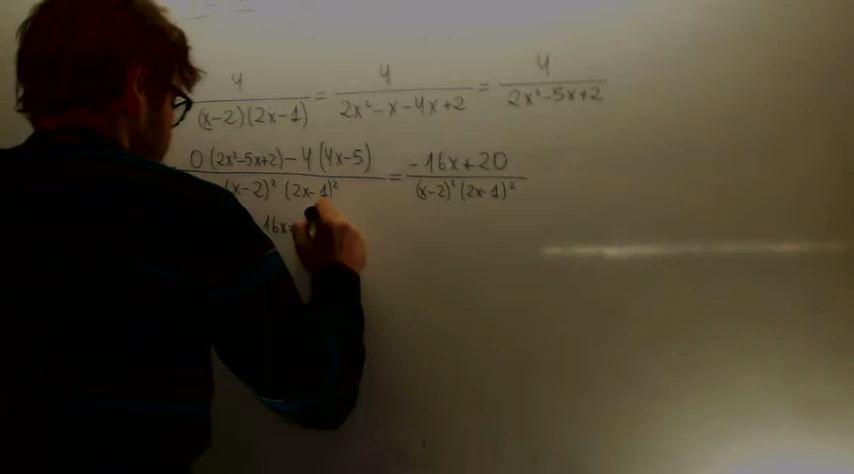 4/((x-2)(2x-1)) = 4/(2x²-x-4x+2) = 4/(2x²-5x+2)
(0·(2x²-5x+2)-4(4x-5))/((x-2)²·(2x-1)²) = (-16x+20)/((x-2)²(2x-1)²)
16x